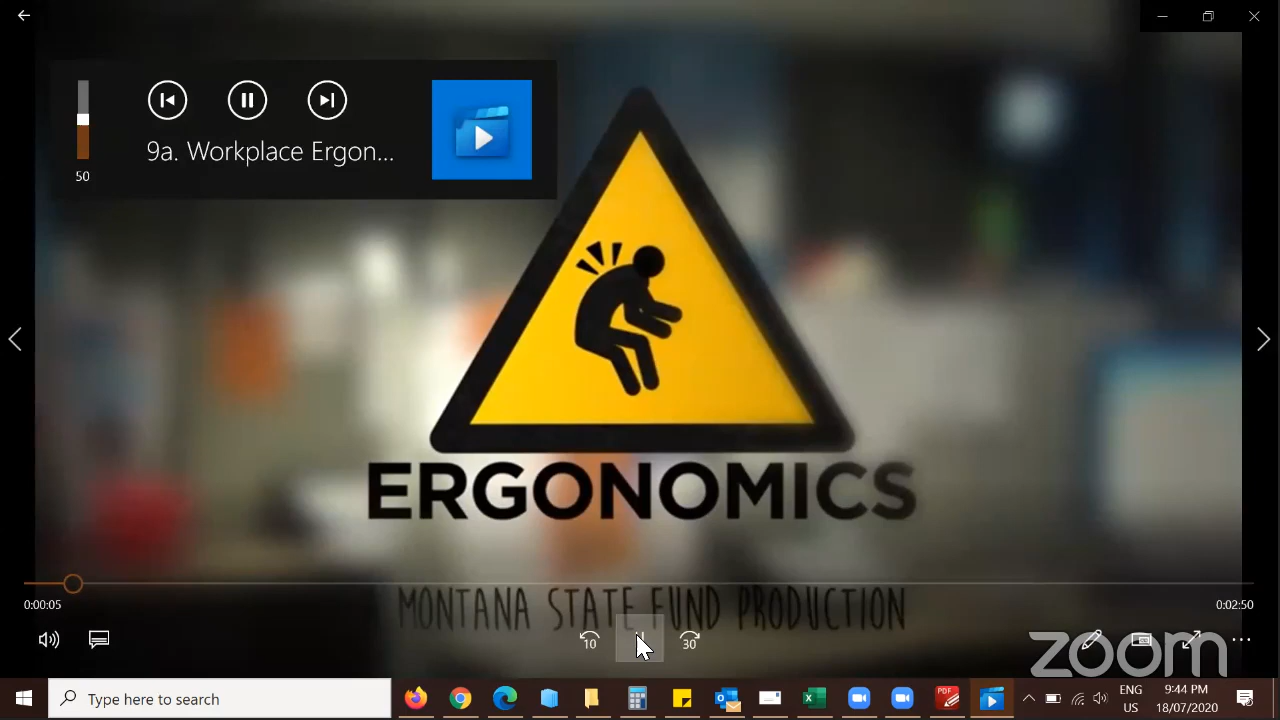 9a. Workplace Ergon...
50
ERGONOMICS
MONTANA STATE FUND PRODUCTION
0:00:05
0:02:50
10
30
zoom
Type here to search
PDF
ENG
US
9:44 PM
18/07/2020